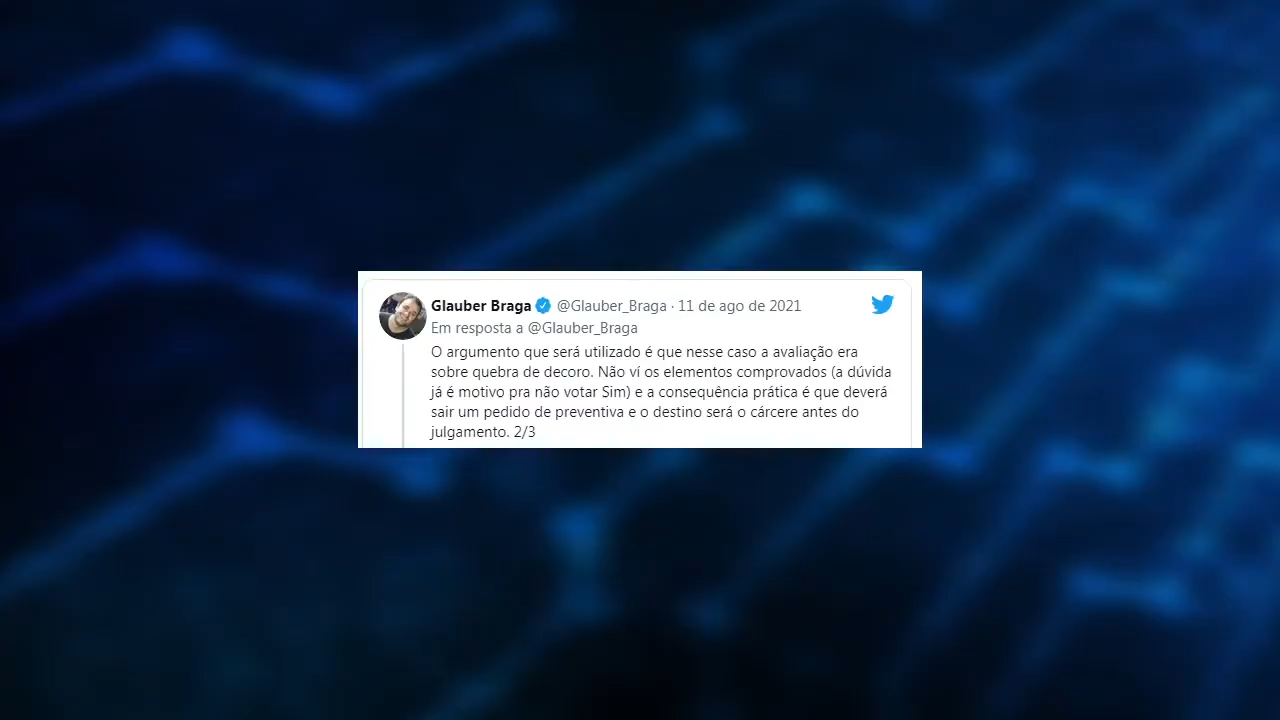 Glauber Braga @Glauber_Braga · 11 de ago de 2021
Em resposta a @Glauber_Braga
O argumento que será utilizado é que nesse caso a avaliação era
sobre quebra de decoro. Não ví os elementos comprovados (a dúvida
já é motivo pra não votar Sim) e a consequência prática é que deverá
sair um pedido de preventiva e o destino será o cárcere antes do
julgamento. 2/3